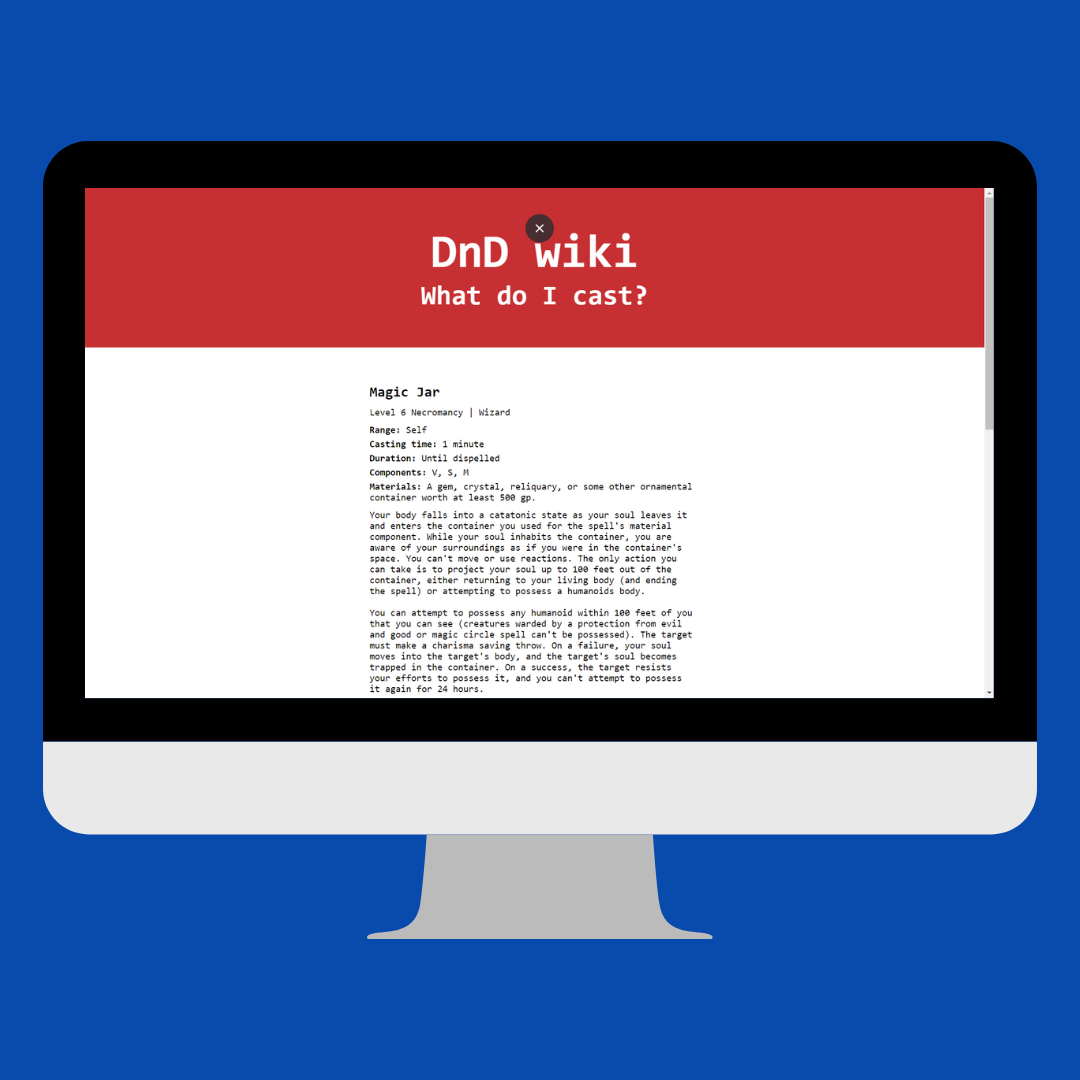 DnD wiki
What do I cast?
Magic Jar
Level 6 Necromancy | Wizard
Range: Self
Casting time: 1 minute
Duration: Until dispelled
Components: V, S, M
Materials: A gem, crystal, reliquary, or some other ornamental
container worth at least 500 gp.
Your body falls into a catatonic state as your soul leaves it
and enters the container you used for the spell's material
component. While your soul inhabits the container, you are
aware of your surroundings as if you were in the container's
space. You can't move or use reactions. The only action you
can take is to project your soul up to 100 feet out of the
container, either returning to your living body (and ending
the spell) or attempting to possess a humanoids body.
You can attempt to possess any humanoid within 100 feet of you
that you can see (creatures warded by a protection from evil
and good or magic circle spell can't be possessed). The target
must make a charisma saving throw. On a failure, your soul
moves into the target's body, and the target's soul becomes
trapped in the container. On a success, the target resists
your efforts to possess it, and you can't attempt to possess
it again for 24 hours.